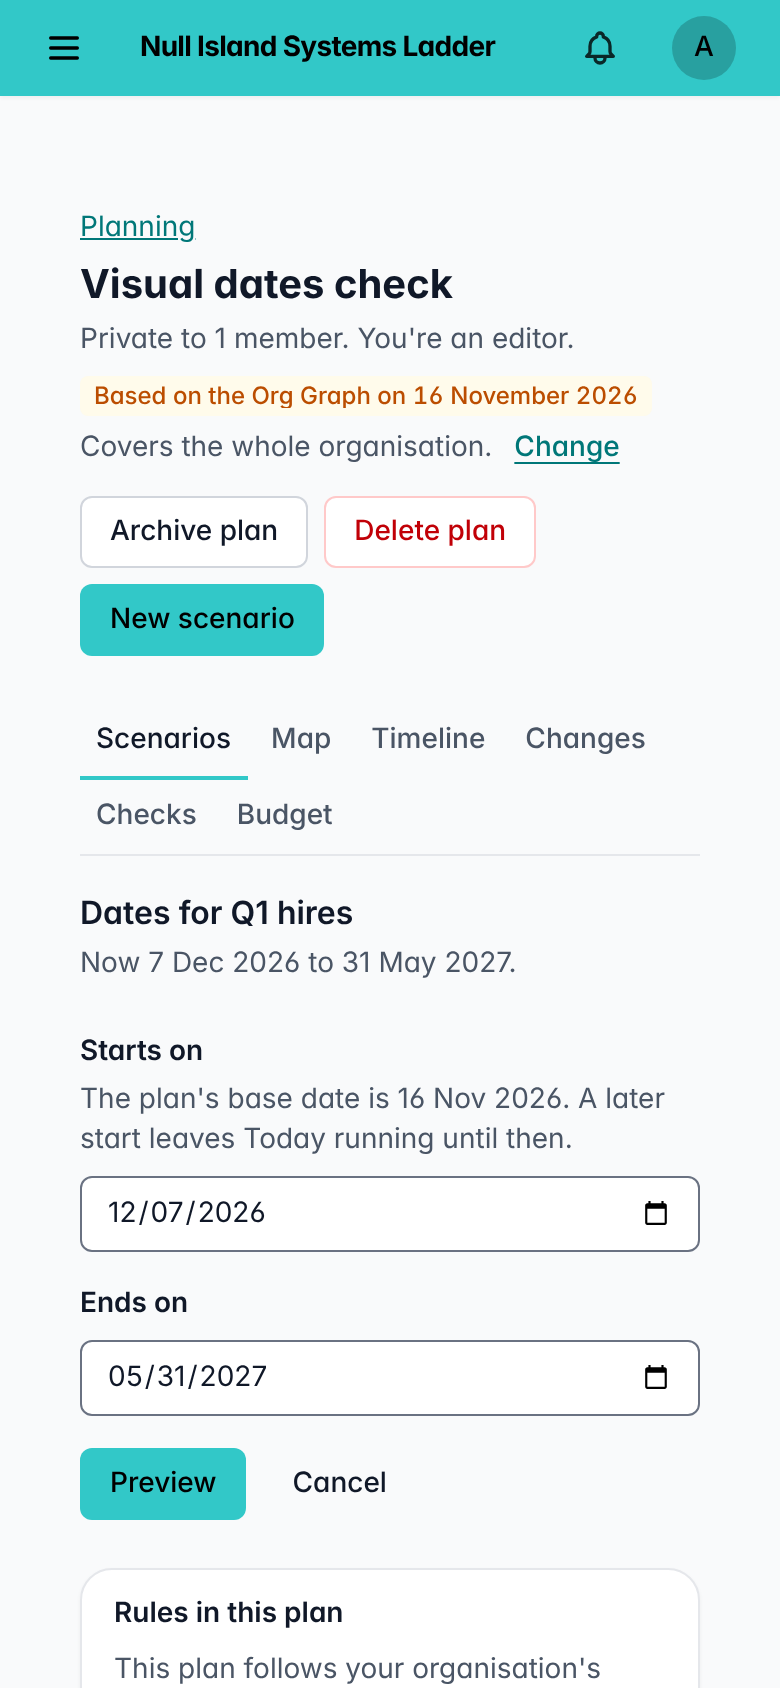 Null Island Systems Ladder
A
Planning
Visual dates check
Private to 1 member. You're an editor.
Based on the Org Graph on 16 November 2026
Covers the whole organisation. Change
Archive plan Delete plan
New scenario
Scenarios Map Timeline Changes
Checks Budget
Dates for Q1 hires
Now 7 Dec 2026 to 31 May 2027.
Starts on
The plan's base date is 16 Nov 2026. A later
start leaves Today running until then.
12/07/2026
Ends on
05/31/2027
Preview Cancel
Rules in this plan
This plan follows your organisation's